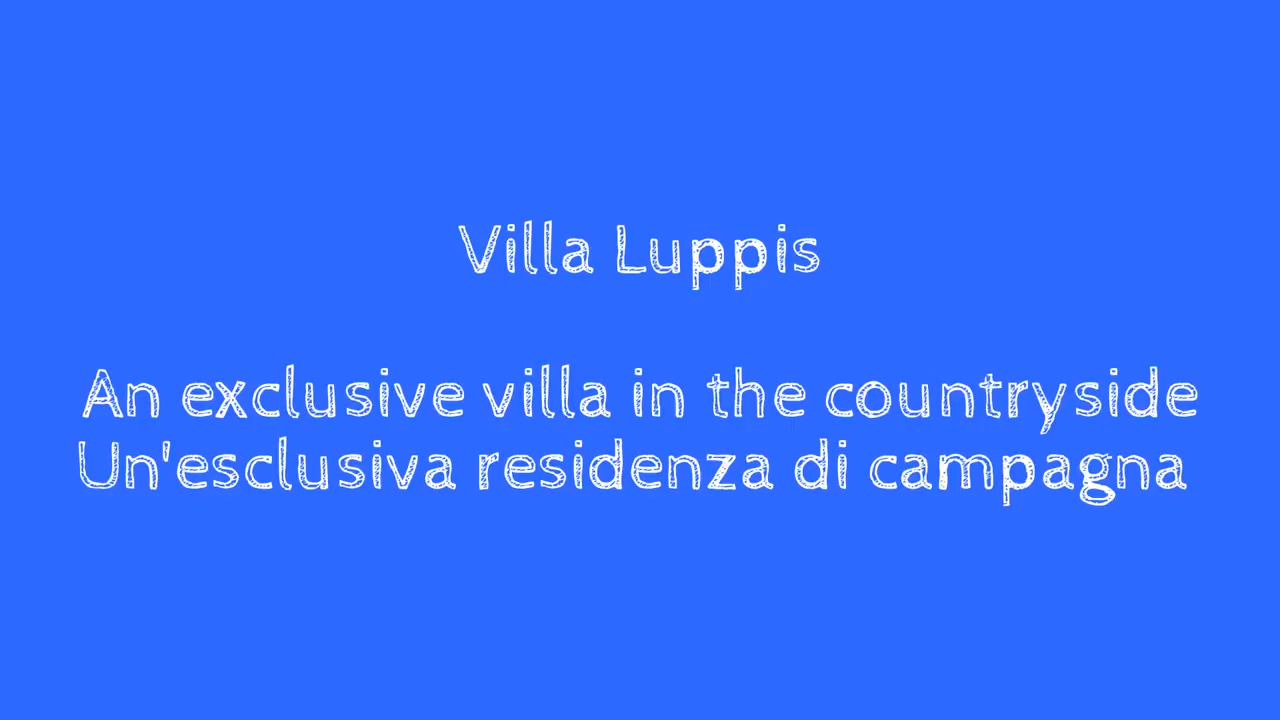 Villa Luppis
An exclusive villa in the countryside
Un'esclusiva residenza di campagna